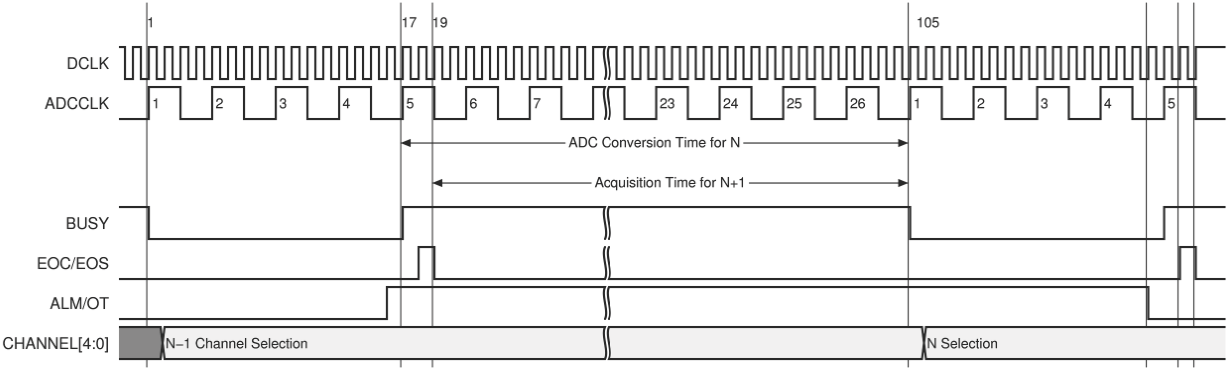 1 17 19 105
DCLK
ADCCLK 1 2 3 4 5 6 7 23 24 25 26 1 2 3 4 5
ADC Conversion Time for N
Acquisition Time for N+1
BUSY
EOC/EOS
ALM/OT
CHANNEL[4:0] N–1 Channel Selection N Selection